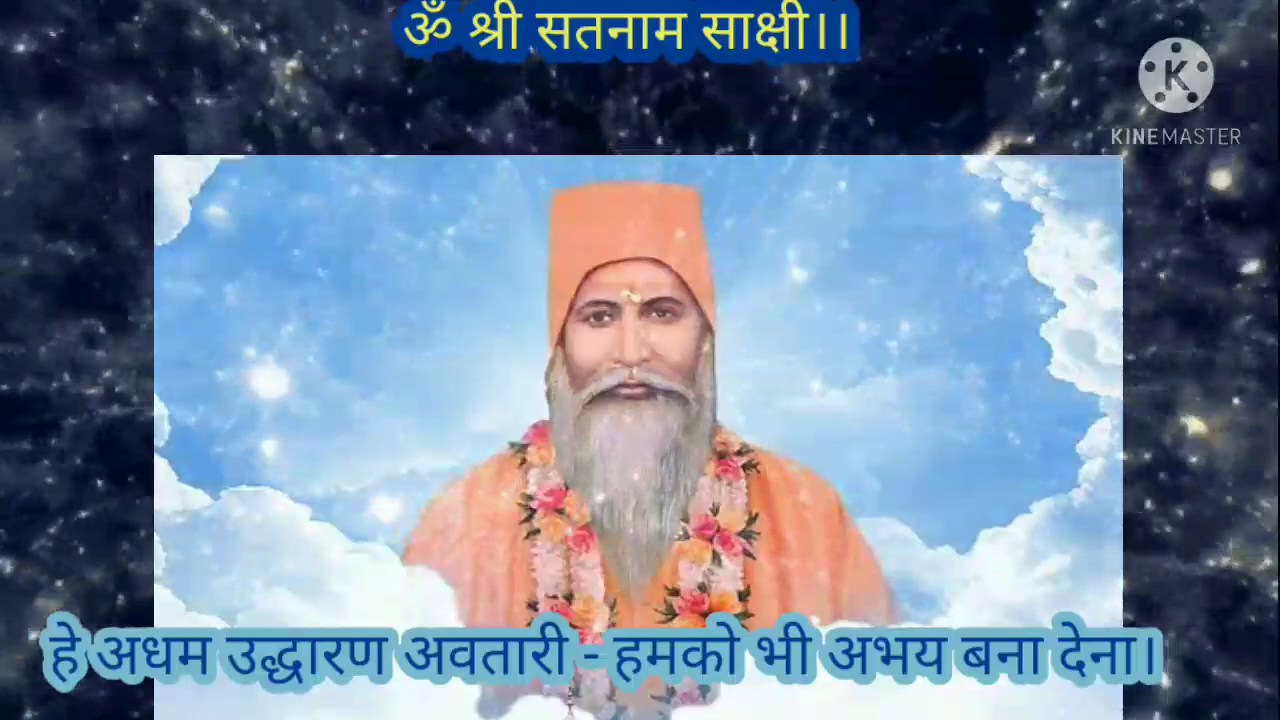 ॐ श्री सतनाम साक्षी।।
K
KINEMASTER
हे अधम उद्धारण अवतारी - हमको भी अभय बना देना।